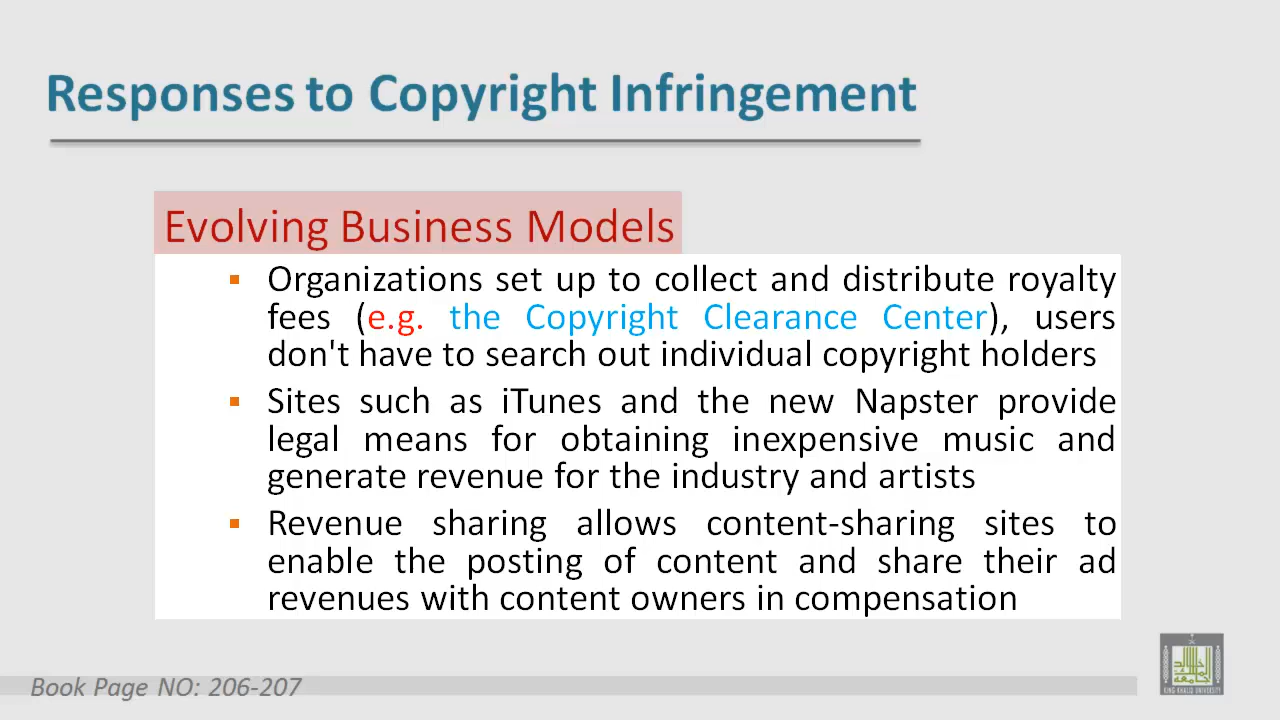 Responses to Copyright Infringement
Evolving Business Models
▪ Organizations set up to collect and distribute royalty
fees (e.g. the Copyright Clearance Center), users
don't have to search out individual copyright holders
▪ Sites such as iTunes and the new Napster provide
legal means for obtaining inexpensive music and
generate revenue for the industry and artists
▪ Revenue sharing allows content-sharing sites to
enable the posting of content and share their ad
revenues with content owners in compensation
KING KHALID UNIVERSITY
Book Page NO: 206-207